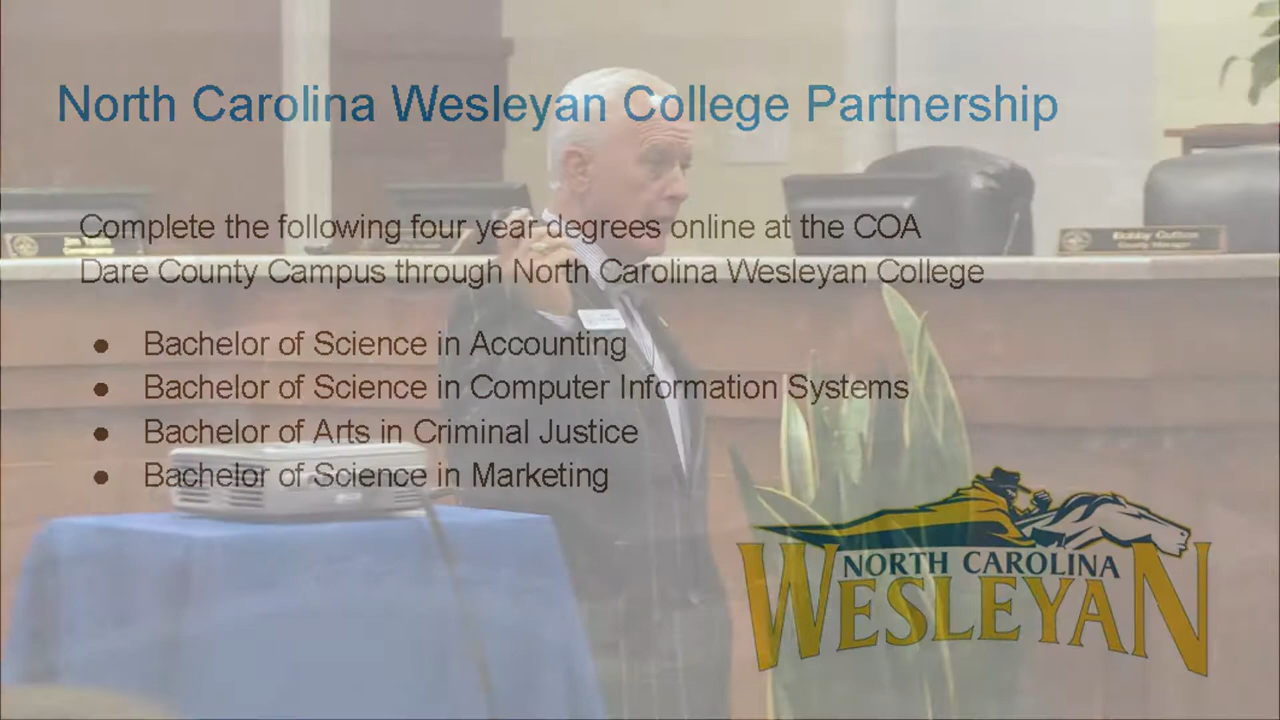 North Carolina Wesleyan College Partnership
Complete the following four year degrees online at the COA
Dare County Campus through North Carolina Wesleyan College
● Bachelor of Science in Accounting
● Bachelor of Science in Computer Information Systems
● Bachelor of Arts in Criminal Justice
● Bachelor of Science in Marketing
NORTH CAROLINA
WESLEYAN